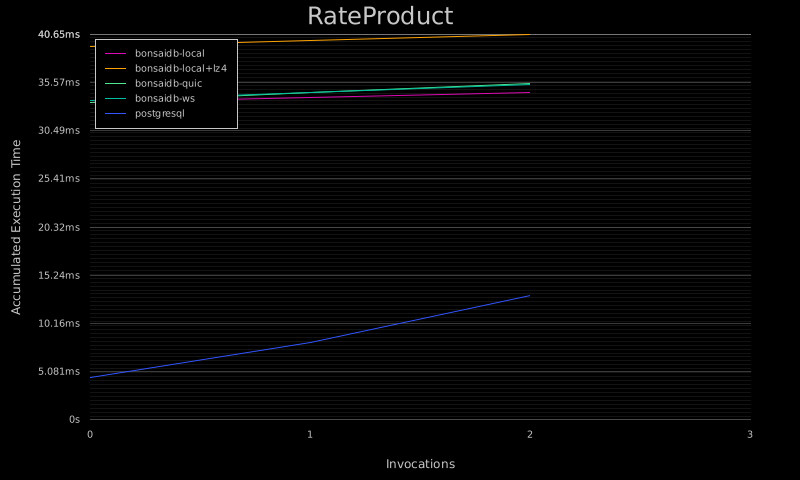 RateProduct
40.65ms
35.57ms
30.49ms
25.41ms
20.32ms
15.24ms
10.16ms
5.081ms
0s
Accumulated Execution Time
bonsaidb-local
bonsaidb-local+lz4
bonsaidb-quic
bonsaidb-ws
postgresql
0 1 2 3
Invocations